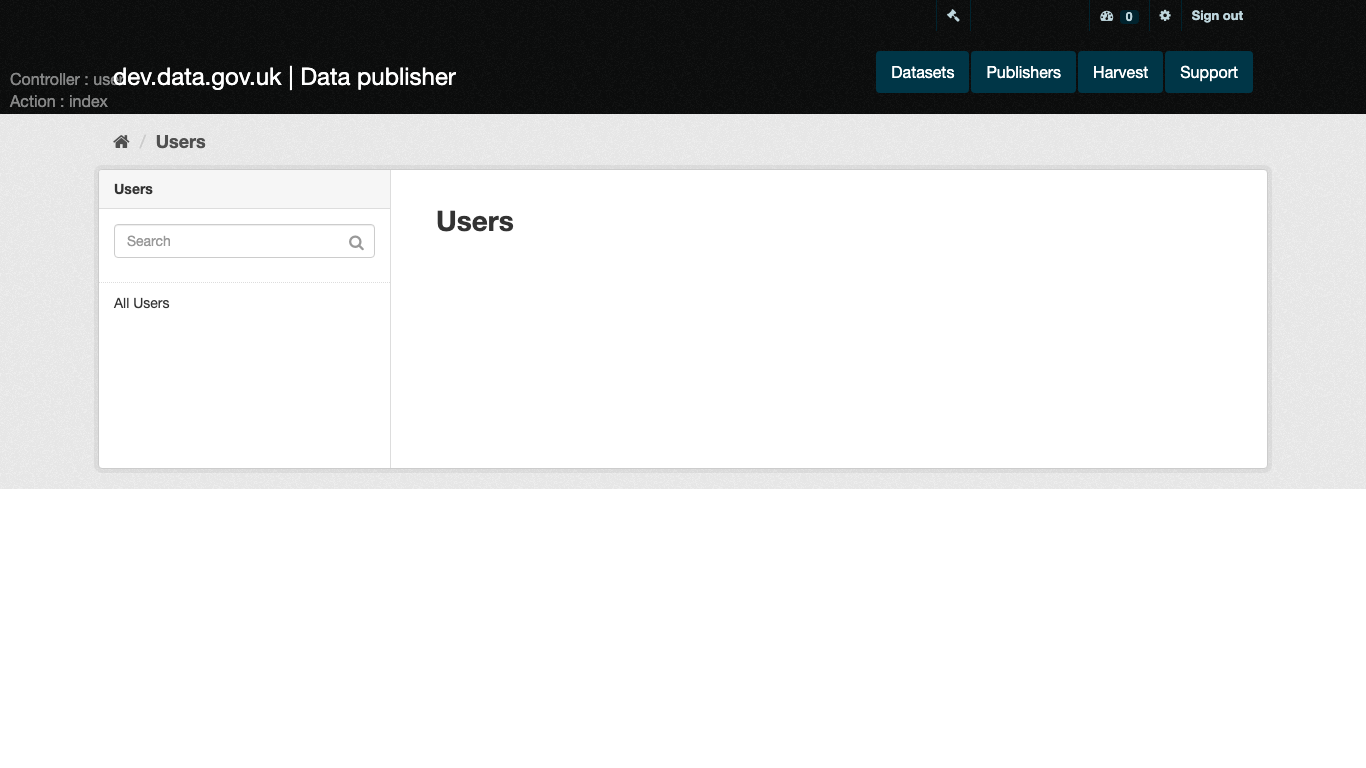 0
Sign out
Controller : user
dev.data.gov.uk | Data publisher
Datasets
Publishers
Harvest
Support
Action : index
/ Users
Users
Users
Search
All Users